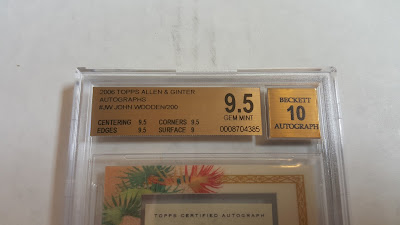 2006 TOPPS ALLEN & GINTER
AUTOGRAPHS
#JW JOHN WOODEN/200
CENTERING 9.5 CORNERS 9.5
EDGES 9.5 SURFACE 9
9.5
GEM MINT
0008704385
BECKETT
10
AUTOGRAPH
TOPPS CERTIFIED AUTOGRAPH